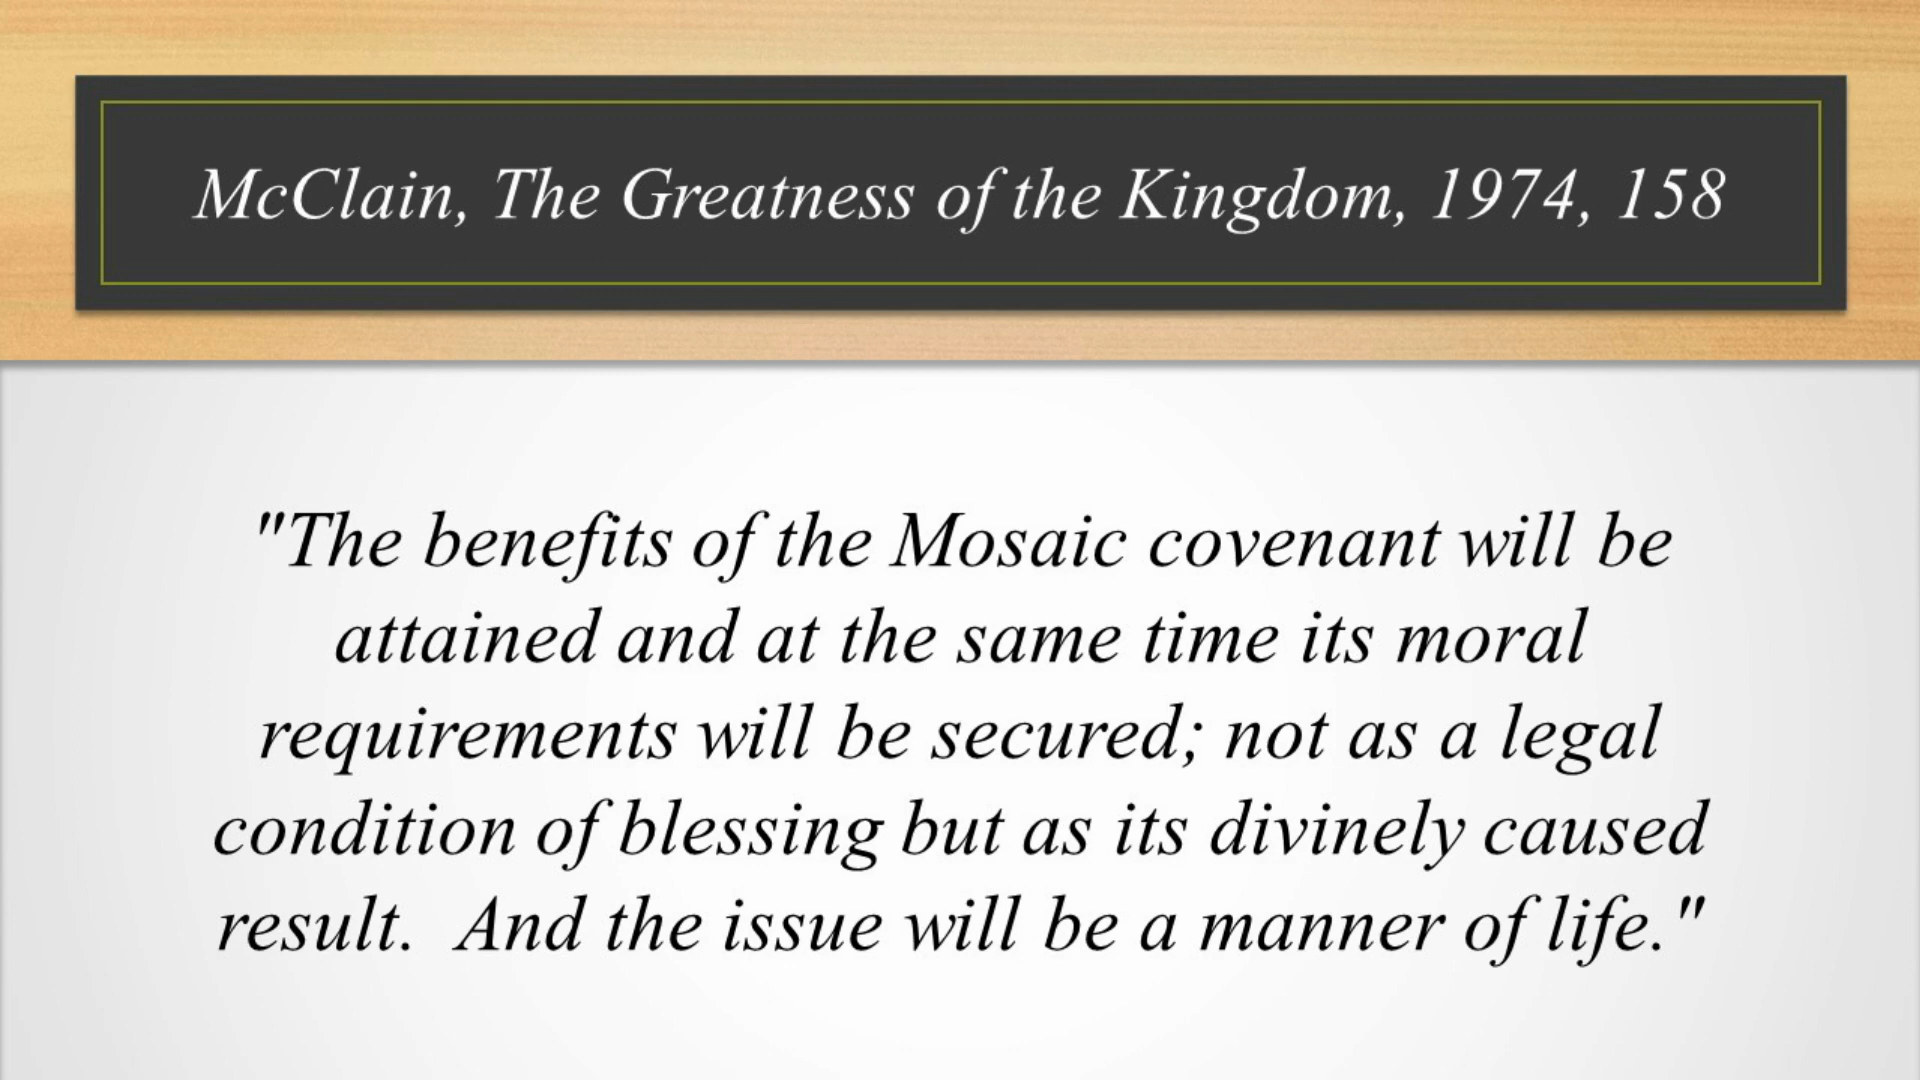 McClain, The Greatness of the Kingdom, 1974, 158
"The benefits of the Mosaic covenant will be
attained and at the same time its moral
requirements will be secured; not as a legal
condition of blessing but as its divinely caused
result.  And the issue will be a manner of life."